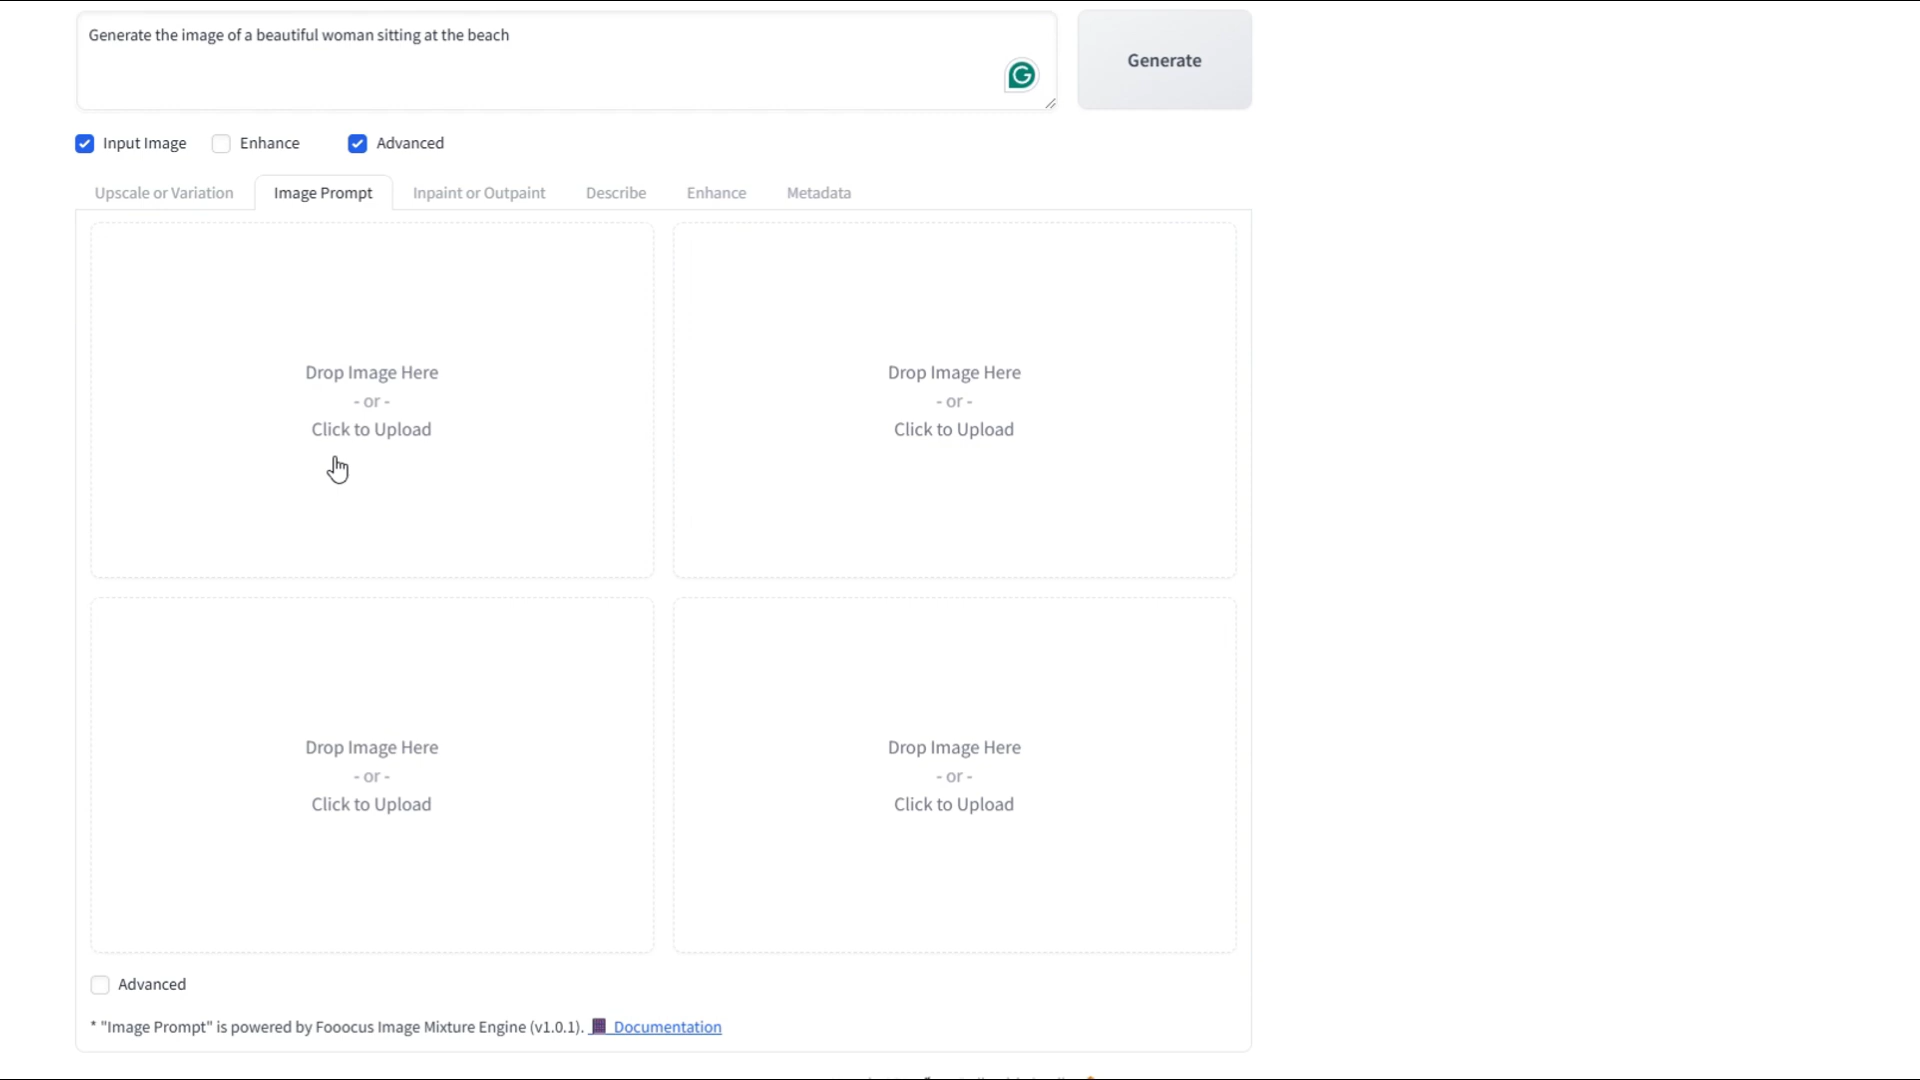 Generate the image of a beautiful woman sitting at the beach
Generate
Input Image Enhance Advanced
Upscale or Variation Image Prompt Inpaint or Outpaint Describe Enhance Metadata
Drop Image Here
- or -
Click to Upload
Drop Image Here
- or -
Click to Upload
Drop Image Here
- or -
Click to Upload
Drop Image Here
- or -
Click to Upload
Advanced
* "Image Prompt" is powered by Fooocus Image Mixture Engine (v1.0.1). Documentation